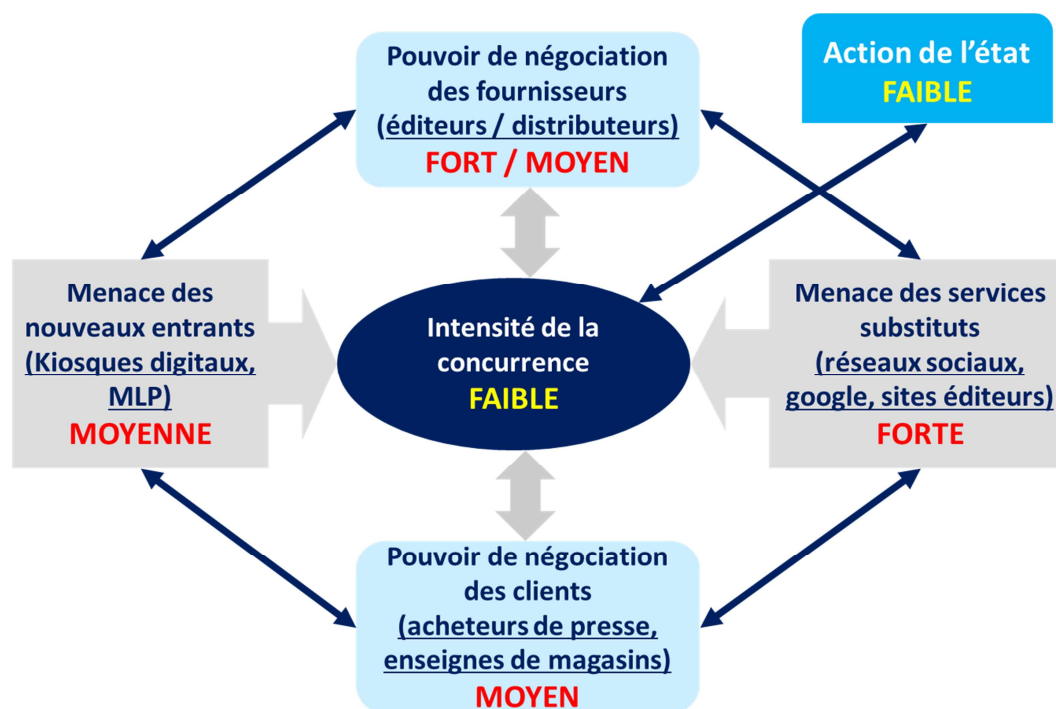 Pouvoir de négociation
des fournisseurs
(éditeurs / distributeurs)
FORT / MOYEN
Action de l’état
FAIBLE
Menace des
nouveaux entrants
(Kiosques digitaux,
MLP)
MOYENNE
Intensité de la
concurrence
FAIBLE
Menace des services
substituts
(réseaux sociaux,
google, sites éditeurs)
FORTE
Pouvoir de négociation
des clients
(acheteurs de presse,
enseignes de magasins)
MOYEN